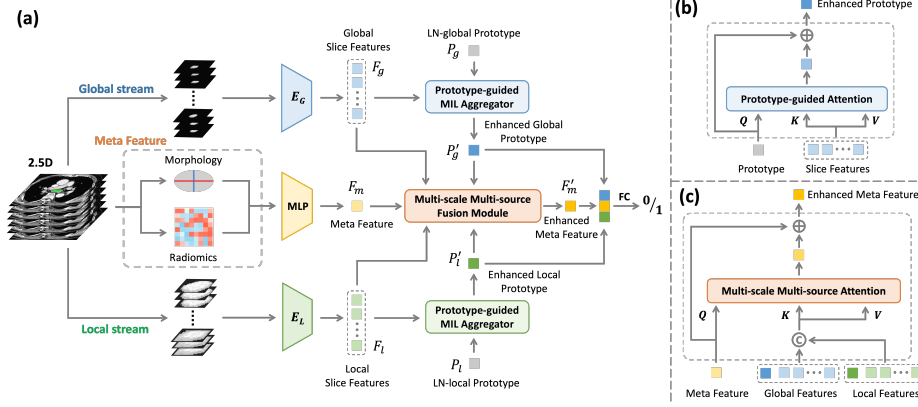 (a)
Global stream
Meta Feature
2.5D
Morphology
Radiomics
Local stream
E_G
MLP
E_L
Global
Slice Features
F_g
F_m
Meta Feature
F_l
Local
Slice Features
LN-global Prototype
P_g
Prototype-guided
MIL Aggregator
Enhanced Global
Prototype
P'_g
Multi-scale Multi-source
Fusion Module
F'_m
Enhanced
Meta Feature
FC
0/1
P'_l
Enhanced Local
Prototype
Prototype-guided
MIL Aggregator
P_l
LN-local Prototype
(b)
Enhanced Prototype
Prototype-guided Attention
Q
K
V
Prototype
Slice Features
(c)
Enhanced Meta Feature
Multi-scale Multi-source Attention
Q
K
V
C
Meta Feature
Global Features
Local Features